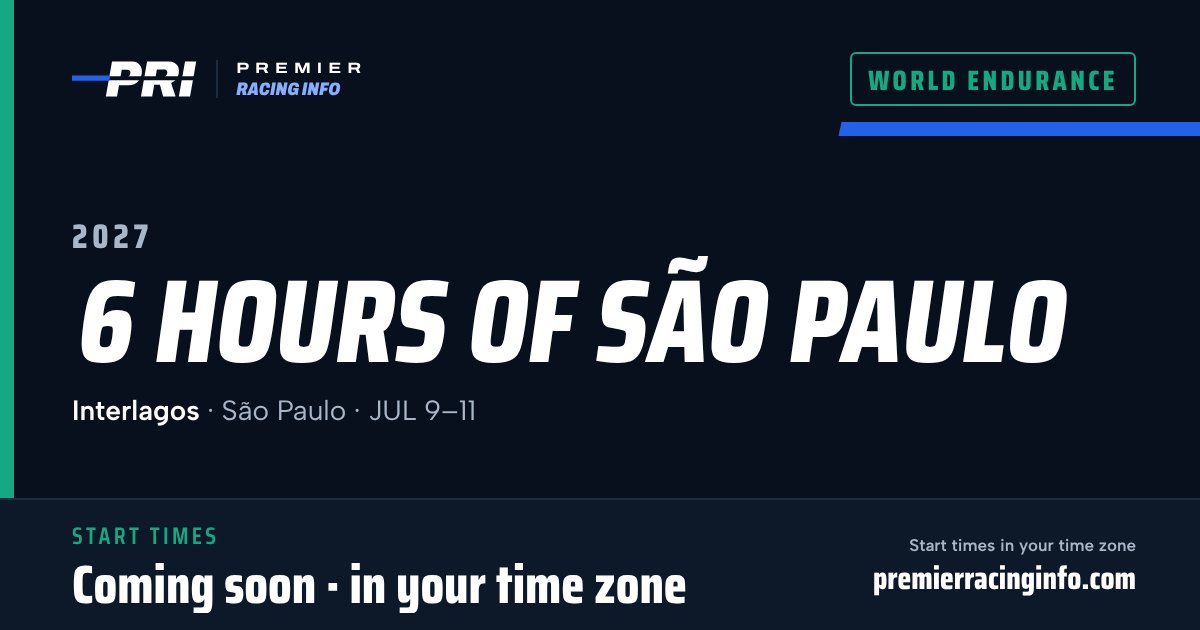 PRI
PREMIER
RACING INFO
WORLD ENDURANCE
2027
6 HOURS OF SÃO PAULO
Interlagos · São Paulo · JUL 9–11
START TIMES
Coming soon · in your time zone
Start times in your time zone
premierracinginfo.com